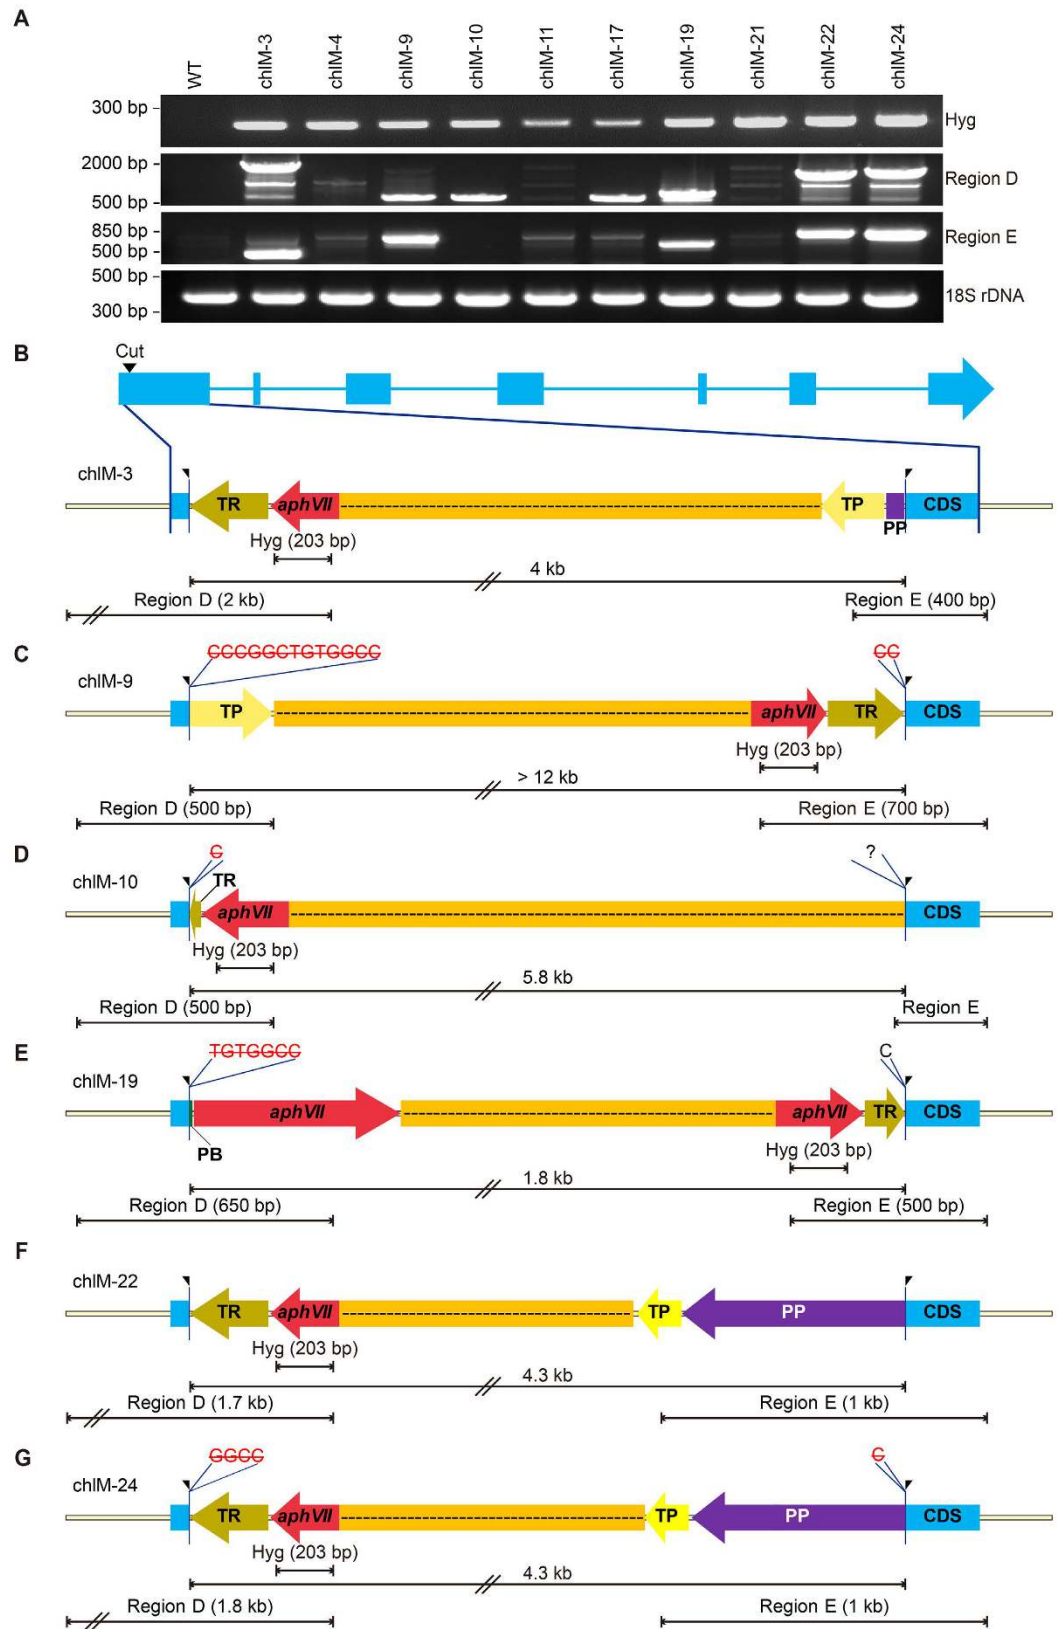 A
WT chlM-3 chlM-4 chlM-9 chlM-10 chlM-11 chlM-17 chlM-19 chlM-21 chlM-22 chlM-24
300 bp Hyg
2000 bp
Region D
500 bp
850 bp
Region E
500 bp
500 bp
18S rDNA
300 bp
B
Cut
chlM-3
TR aphVII TP PP CDS
Hyg (203 bp)
4 kb
Region D (2 kb) Region E (400 bp)
C
CCCGGCTGTGGCC CC
chlM-9
TP aphVII TR CDS
Hyg (203 bp)
> 12 kb
Region D (500 bp) Region E (700 bp)
D
C ?
chlM-10
TR
aphVII CDS
Hyg (203 bp)
5.8 kb
Region D (500 bp) Region E
E
TGTGGCC C
chlM-19
aphVII aphVII TR CDS
PB
Hyg (203 bp)
1.8 kb
Region D (650 bp) Region E (500 bp)
F
chlM-22
TR aphVII TP PP CDS
Hyg (203 bp)
4.3 kb
Region D (1.7 kb) Region E (1 kb)
G
GGCC C
chlM-24
TR aphVII TP PP CDS
Hyg (203 bp)
4.3 kb
Region D (1.8 kb) Region E (1 kb)